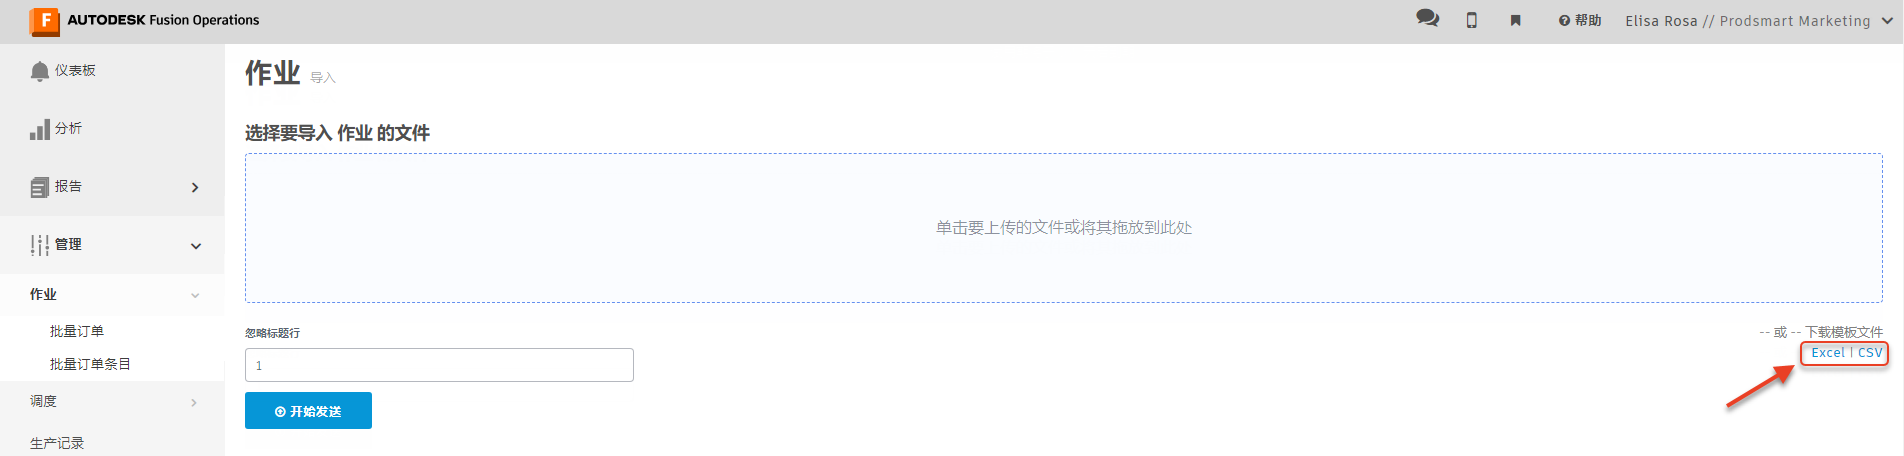 AUTODESK Fusion Operations
帮助
Elisa Rosa // Prodsmart Marketing
仪表板
分析
报告
管理
作业
批量订单
批量订单条目
调度
生产记录
作业 导入
选择要导入 作业 的文件
单击要上传的文件或将其拖放到此处
忽略标题行
1
开始发送
-- 或 -- 下载模板文件
Excel | CSV